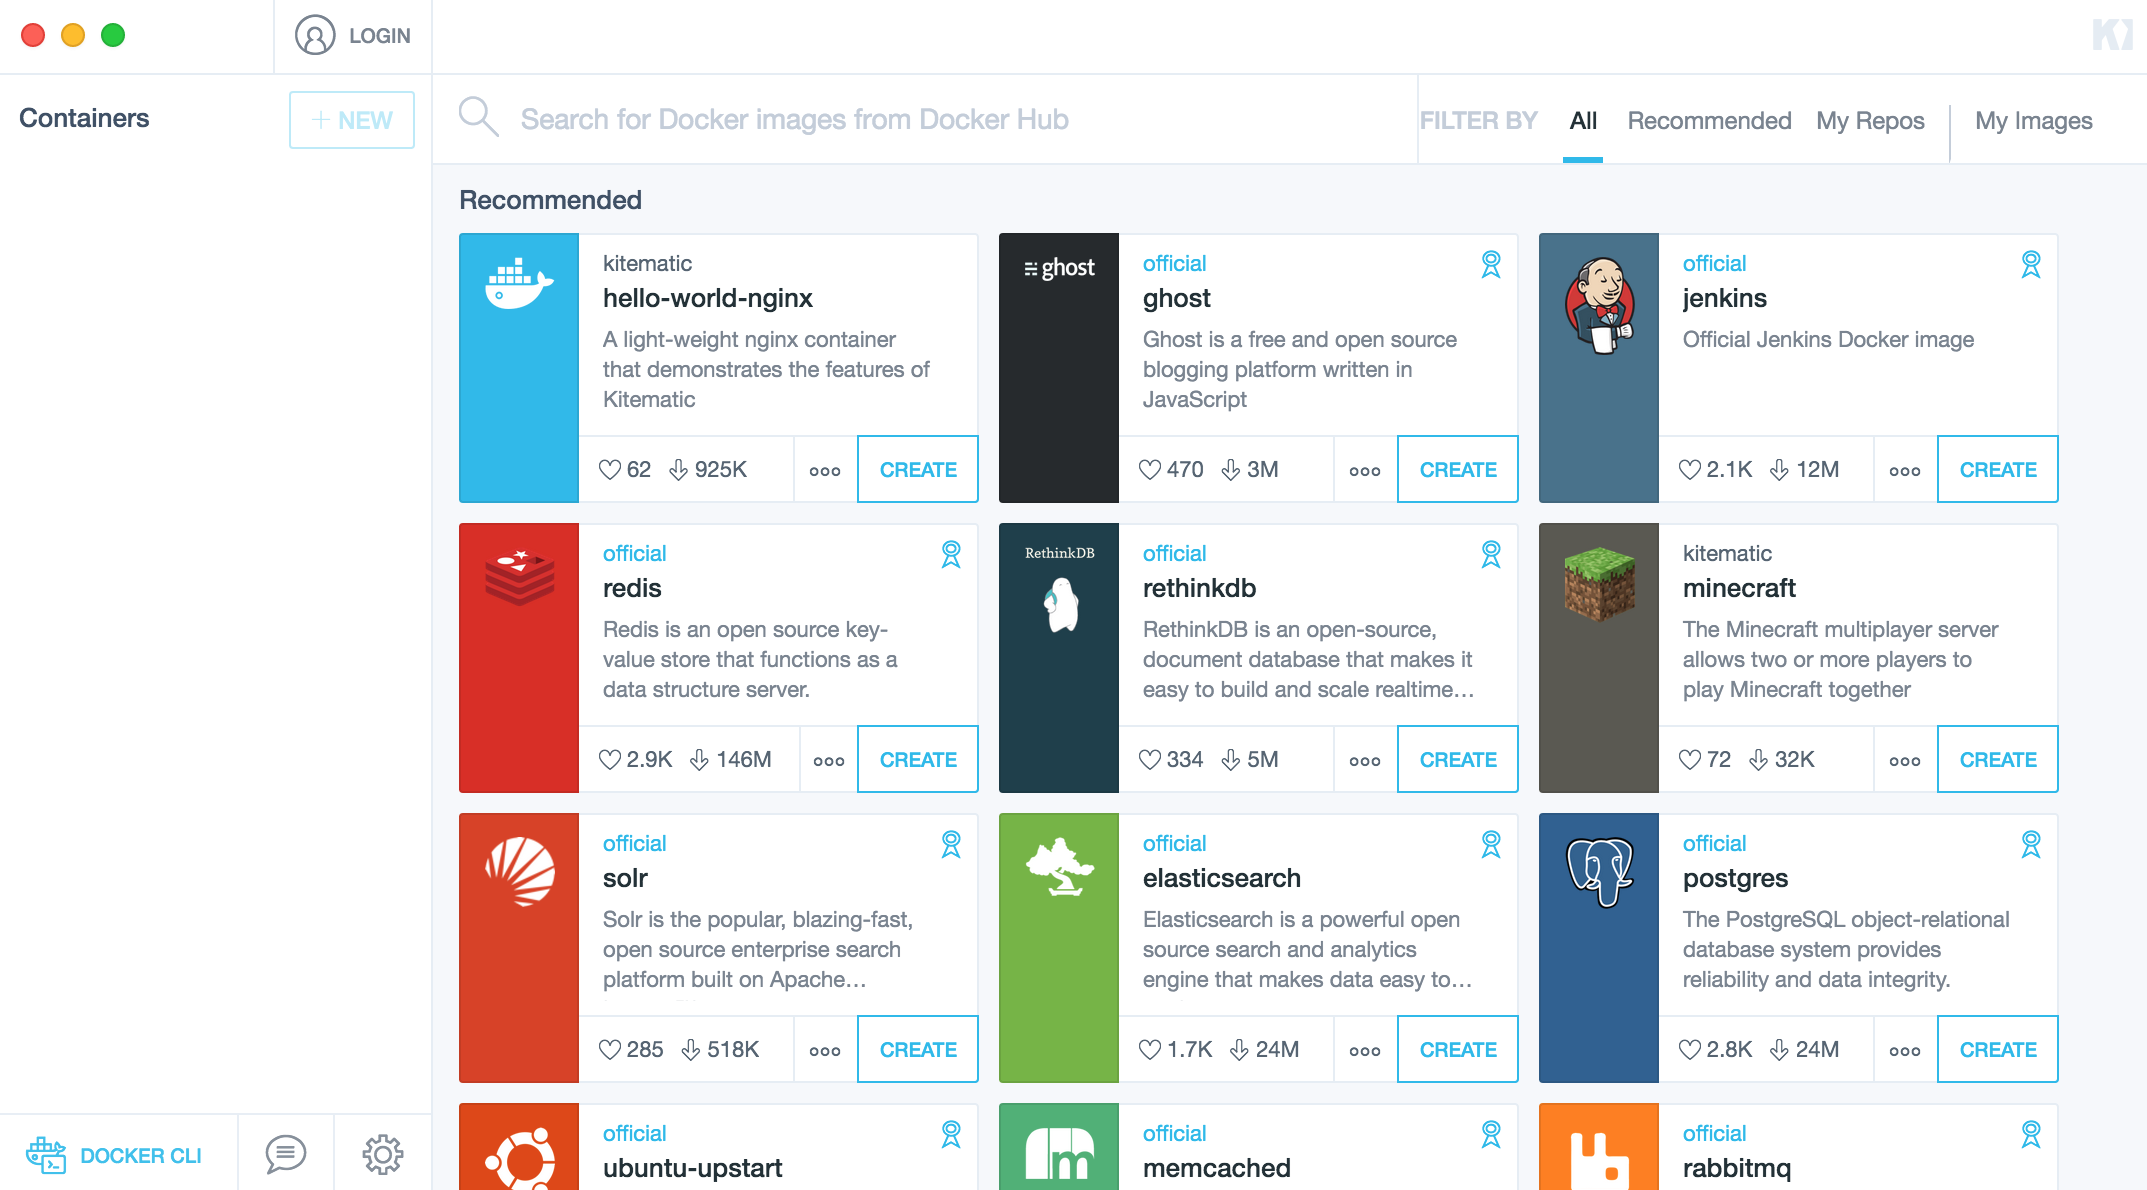 LOGIN
Containers
+ NEW
Search for Docker images from Docker Hub
FILTER BY
All
Recommended
My Repos
My Images
Recommended
kitematic
hello-world-nginx
A light-weight nginx container
that demonstrates the features of
Kitematic
62
925K
CREATE
ghost
official
ghost
Ghost is a free and open source
blogging platform written in
JavaScript
470
3M
CREATE
official
jenkins
Official Jenkins Docker image
2.1K
12M
CREATE
official
redis
Redis is an open source key-
value store that functions as a
data structure server.
2.9K
146M
CREATE
RethinkDB
official
rethinkdb
RethinkDB is an open-source,
document database that makes it
easy to build and scale realtime…
334
5M
CREATE
kitematic
minecraft
The Minecraft multiplayer server
allows two or more players to
play Minecraft together
72
32K
CREATE
official
solr
Solr is the popular, blazing-fast,
open source enterprise search
platform built on Apache…
285
518K
CREATE
official
elasticsearch
Elasticsearch is a powerful open
source search and analytics
engine that makes data easy to…
1.7K
24M
CREATE
official
postgres
The PostgreSQL object-relational
database system provides
reliability and data integrity.
2.8K
24M
CREATE
official
ubuntu-upstart
m
official
memcached
official
rabbitmq
DOCKER CLI